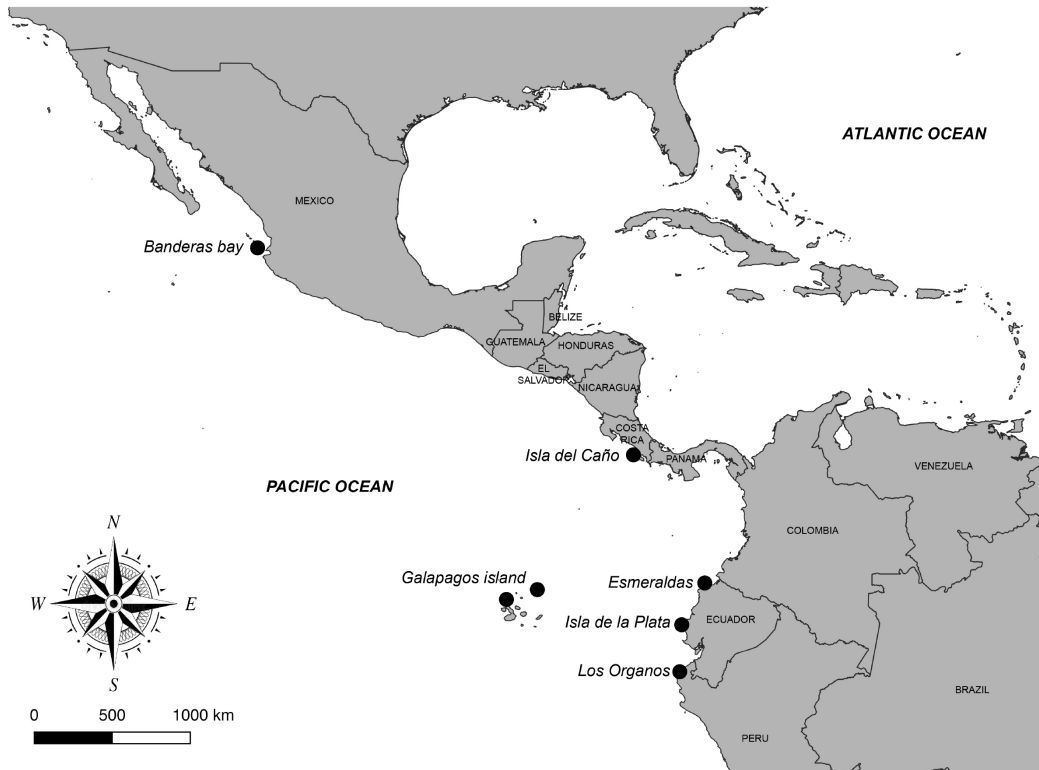 ATLANTIC OCEAN
MEXICO
Banderas bay
BELIZE
GUATEMALA
HONDURAS
EL
SALVADOR
NICARAGUA
COSTA
RICA
Isla del Caño
PANAMA
VENEZUELA
PACIFIC OCEAN
COLOMBIA
N
Galapagos island
Esmeraldas
W
E
Isla de la Plata
ECUADOR
Los Organos
S
BRAZIL
0
500
1000 km
PERU